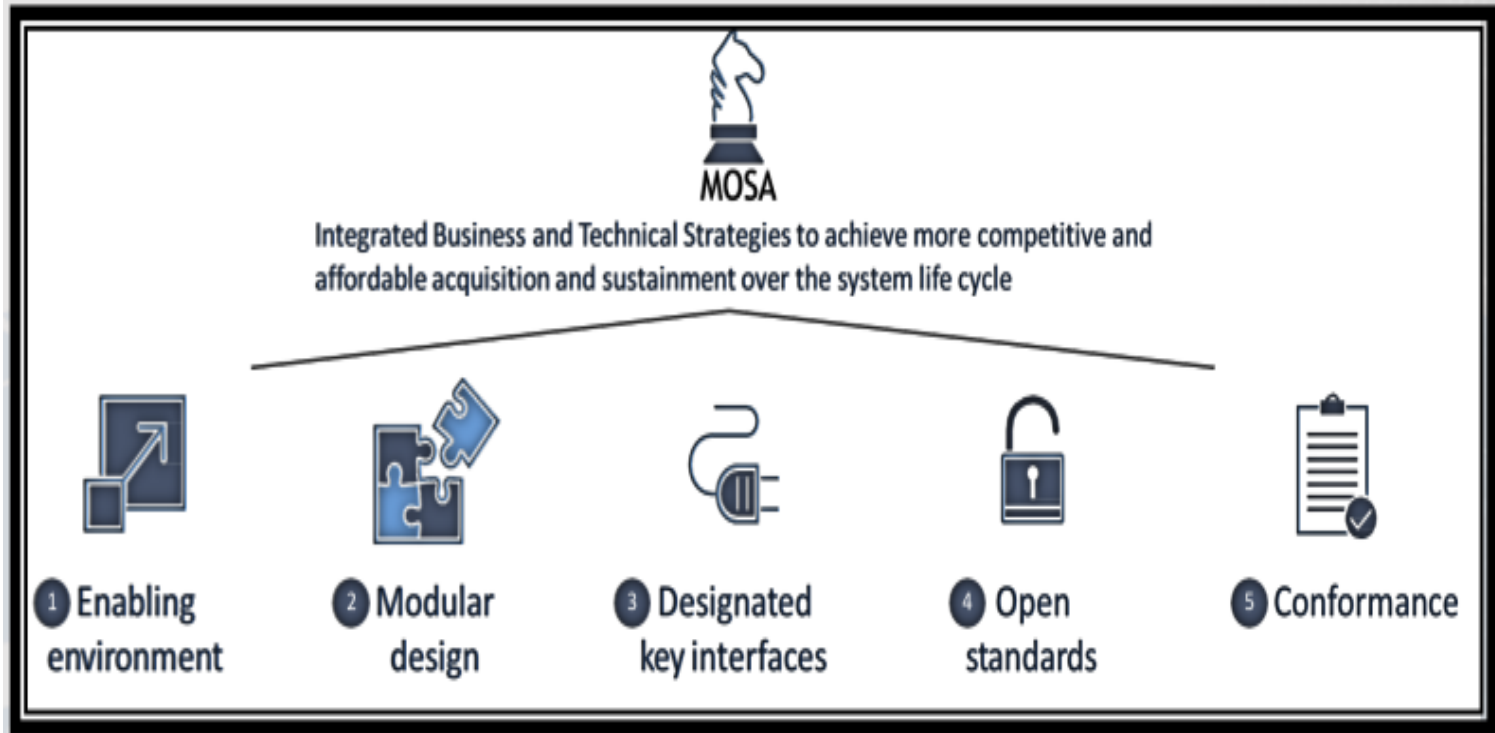 MOSA
Integrated Business and Technical Strategies to achieve more competitive and
affordable acquisition and sustainment over the system life cycle
1 Enabling
environment
2 Modular
design
3 Designated
key interfaces
4 Open
standards
5 Conformance